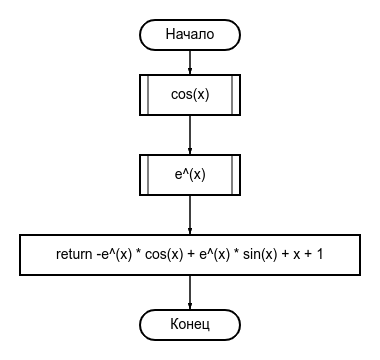 Начало
cos(x)
e^(x)
return -e^(x) * cos(x) + e^(x) * sin(x) + x + 1
Конец